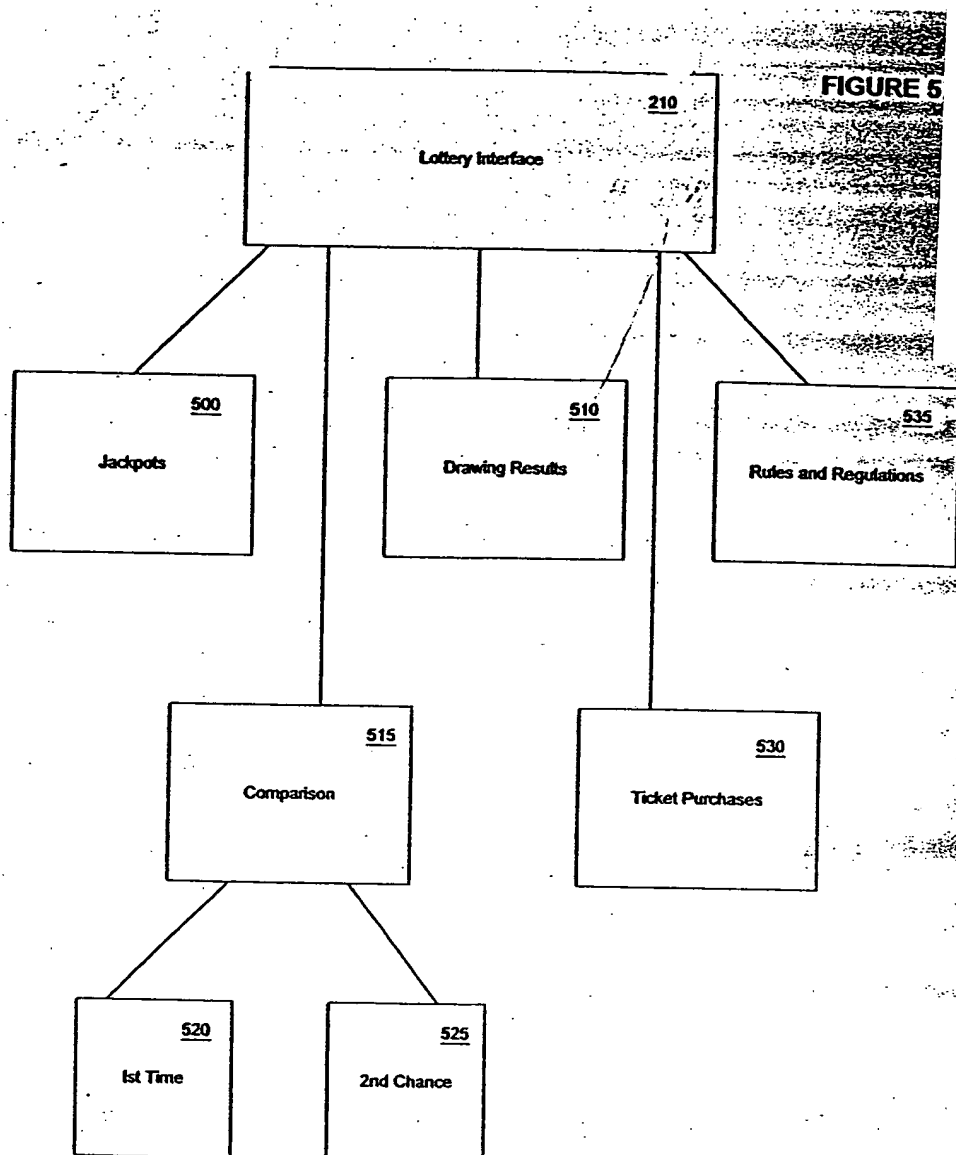 FIGURE 5
210
Lottery Interface
500
Jackpots
510
Drawing Results
535
Rules and Regulations
515
Comparison
530
Ticket Purchases
520
Ist Time
525
2nd Chance